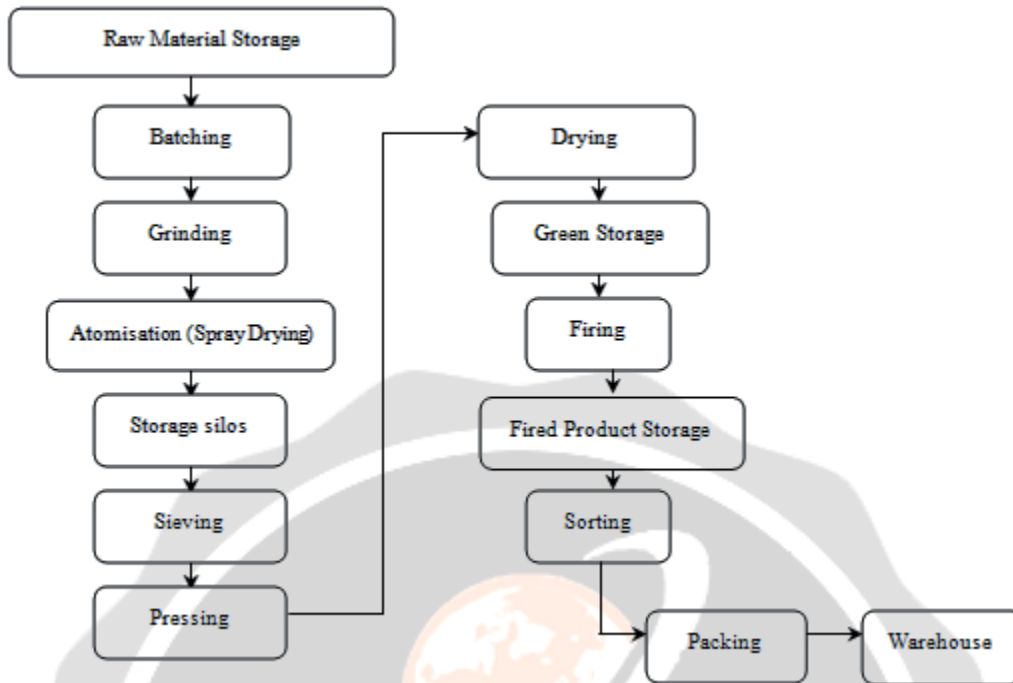 Raw Material Storage
Batching
Grinding
Atomisation (Spray Drying)
Storage silos
Sieving
Pressing
Drying
Green Storage
Firing
Fired Product Storage
Sorting
Packing
Warehouse